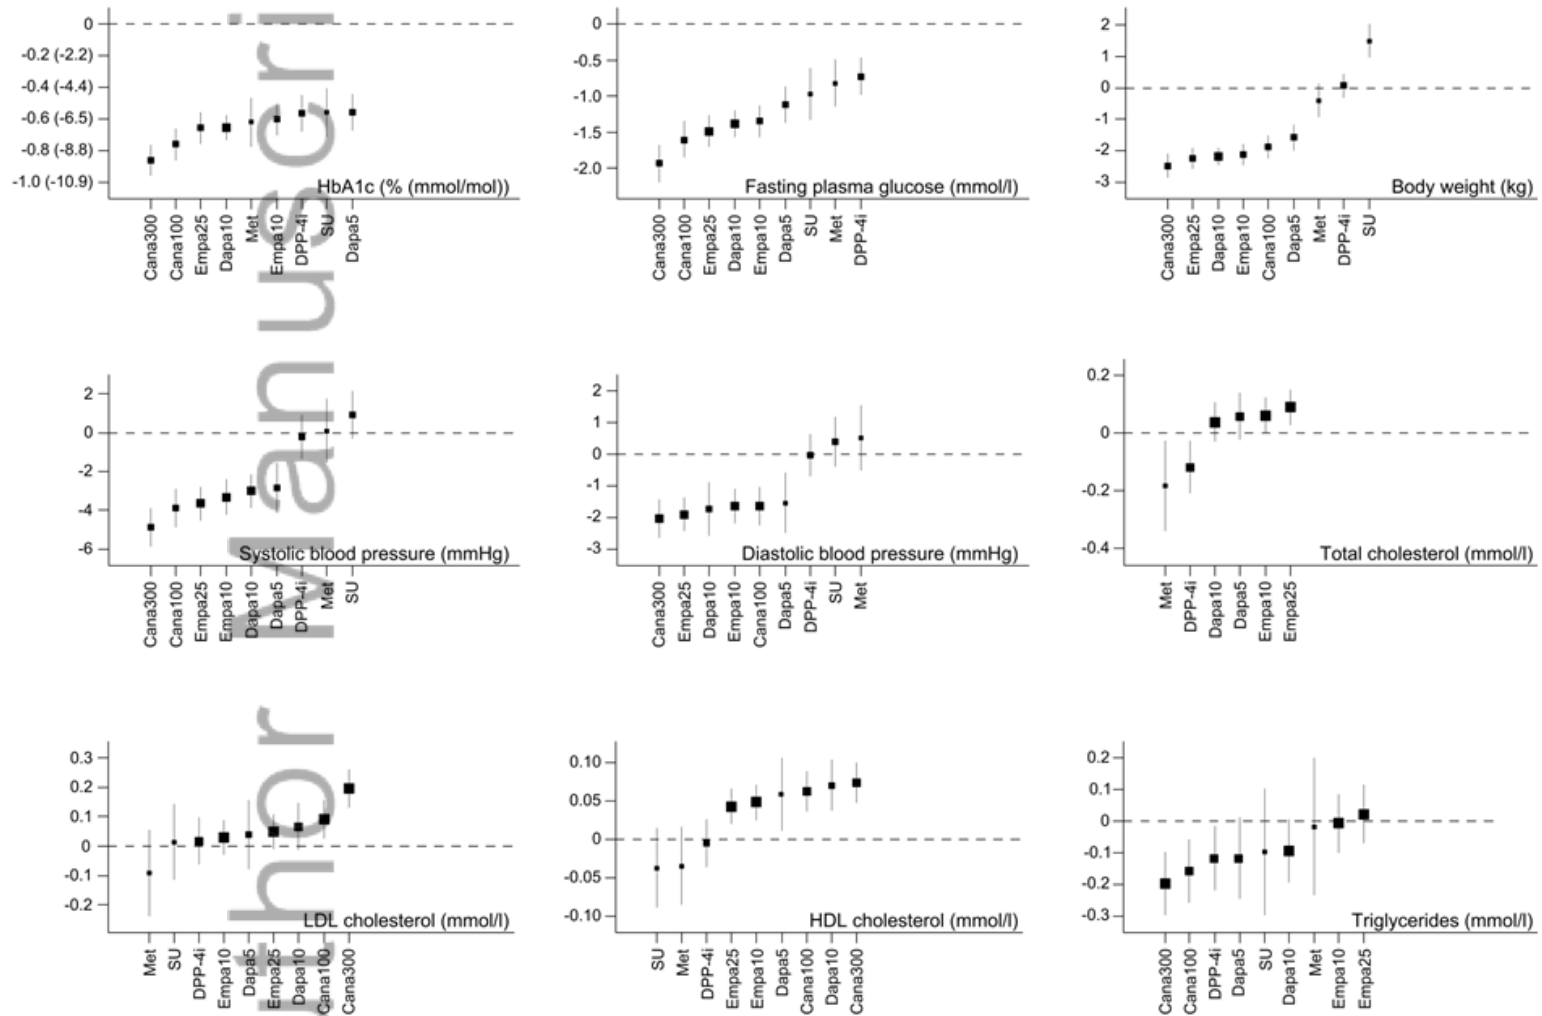 0
-0.2 (-2.2)
-0.4 (-4.4)
-0.6 (-6.5)
-0.8 (-8.8)
-1.0 (-10.9)
HbA1c (% (mmol/mol))
Cana300
Cana100
Empa25
Dapa10
Met
Empa10
DPP-4i
SU
Dapa5
0
-0.5
-1.0
-1.5
-2.0
Fasting plasma glucose (mmol/l)
Cana300
Cana100
Empa25
Dapa10
Empa10
Dapa5
SU
Met
DPP-4i
2
1
0
-1
-2
-3
Body weight (kg)
Cana300
Empa25
Dapa10
Empa10
Cana100
Dapa5
Met
DPP-4i
SU
2
0
-2
-4
-6
Systolic blood pressure (mmHg)
Cana300
Cana100
Empa25
Empa10
Dapa10
Dapa5
DPP-4i
Met
SU
2
1
0
-1
-2
-3
Diastolic blood pressure (mmHg)
Cana300
Empa25
Dapa10
Empa10
Cana100
Dapa5
DPP-4i
SU
Met
0.2
0
-0.2
-0.4
Total cholesterol (mmol/l)
Met
DPP-4i
Dapa10
Dapa5
Empa10
Empa25
0.3
0.2
0.1
0
-0.1
-0.2
LDL cholesterol (mmol/l)
Met
SU
DPP-4i
Empa10
Dapa5
Empa25
Dapa10
Cana100
Cana300
0.10
0.05
0
-0.05
-0.10
HDL cholesterol (mmol/l)
SU
Met
DPP-4i
Empa25
Empa10
Dapa5
Cana100
Dapa10
Cana300
0.2
0.1
0
-0.1
-0.2
-0.3
Triglycerides (mmol/l)
Cana300
Cana100
DPP-4i
Dapa5
SU
Dapa10
Met
Empa10
Empa25
uthor Manuscri